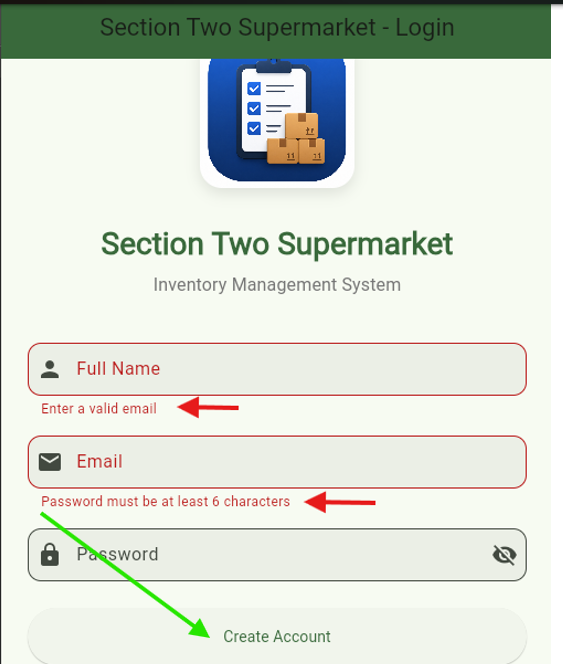 Section Two Supermarket - Login
Section Two Supermarket
Inventory Management System
Full Name
Enter a valid email
Email
Password must be at least 6 characters
Password
Create Account